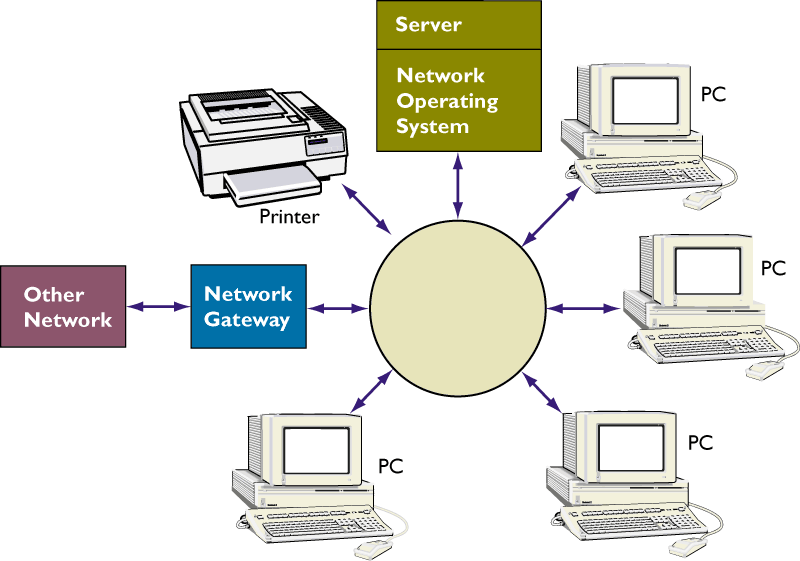 Server
Network
Operating
System
PC
Printer
PC
Other
Network
Network
Gateway
PC
PC